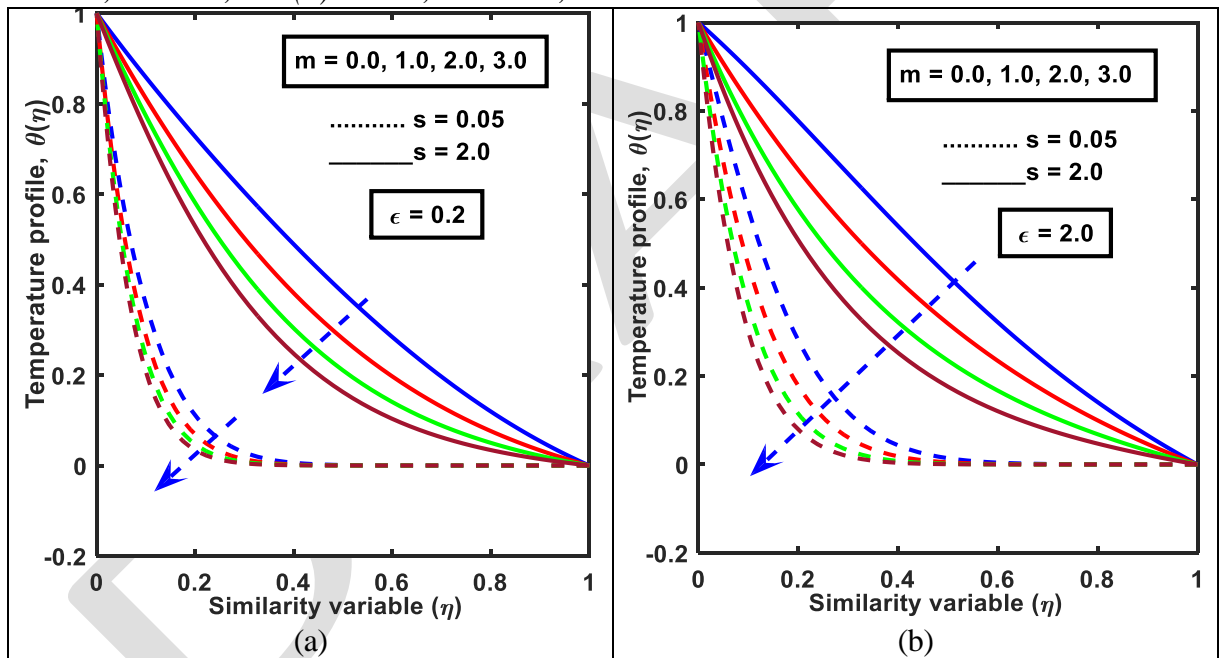 m = 0.0, 1.0, 2.0, 3.0
............ s = 0.05
________ s = 2.0
ϵ = 0.2
Temperature profile, θ(η)
1
0.8
0.6
0.4
0.2
0
-0.2
0 0.2 0.4 0.6 0.8 1
Similarity variable (η)
(a)
m = 0.0, 1.0, 2.0, 3.0
............ s = 0.05
________ s = 2.0
ϵ = 2.0
Temperature profile, θ(η)
1
0.8
0.6
0.4
0.2
0
-0.2
0 0.2 0.4 0.6 0.8 1
Similarity variable (η)
(b)